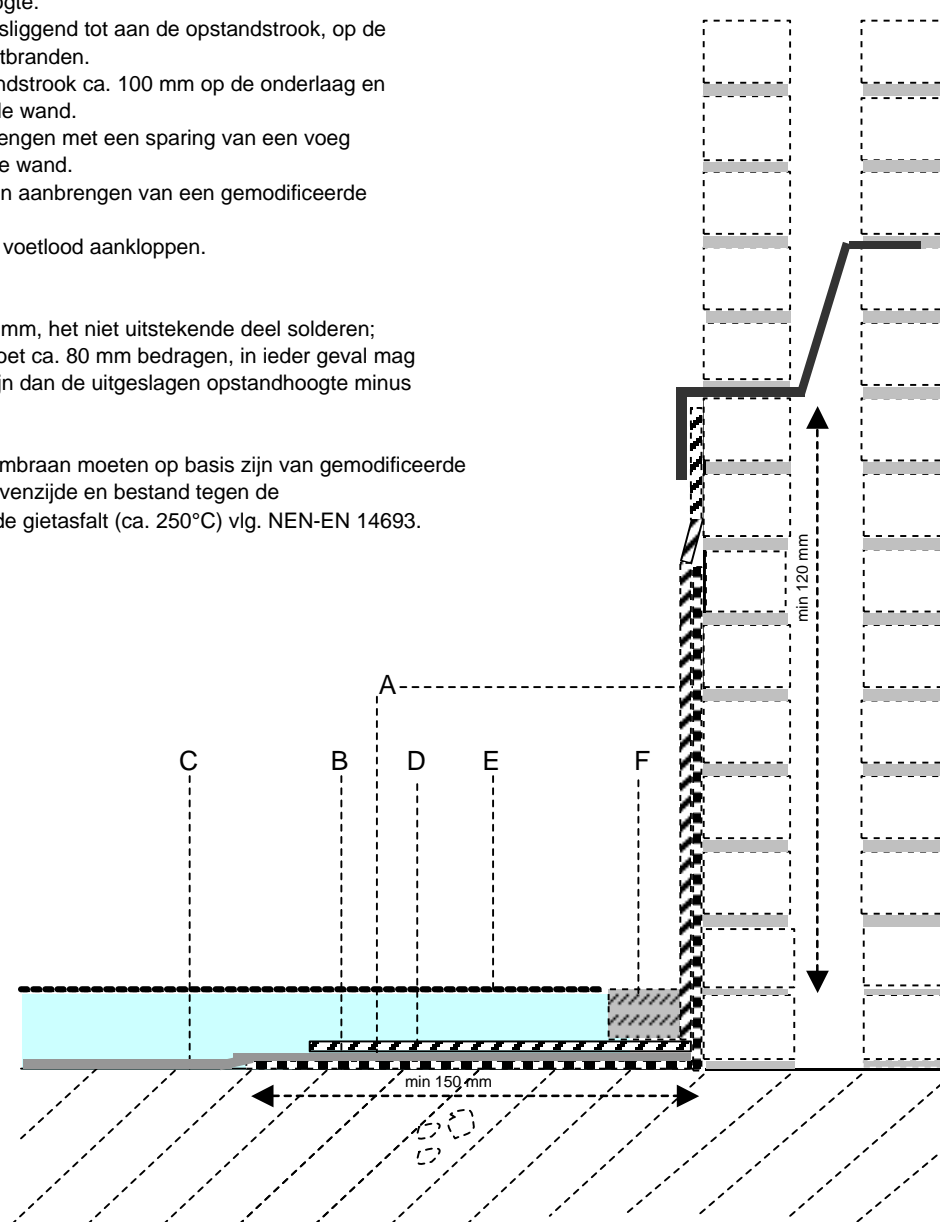 sliggend tot aan de opstandstrook, op de
tbranden.
ndstrook ca. 100 mm op de onderlaag en
de wand.
engen met een sparing van een voeg
e wand.
n aanbrengen van een gemodificeerde
voetlood aankloppen.
mm, het niet uitstekende deel solderen;
oet ca. 80 mm bedragen, in ieder geval mag
ijn dan de uitgeslagen opstandhoogte minus
mbraan moeten op basis zijn van gemodificeerde
venzijde en bestand tegen de
de gietasfalt (ca. 250°C) vlg. NEN-EN 14693.
min 120 mm
A
C B D E F
min 150 mm